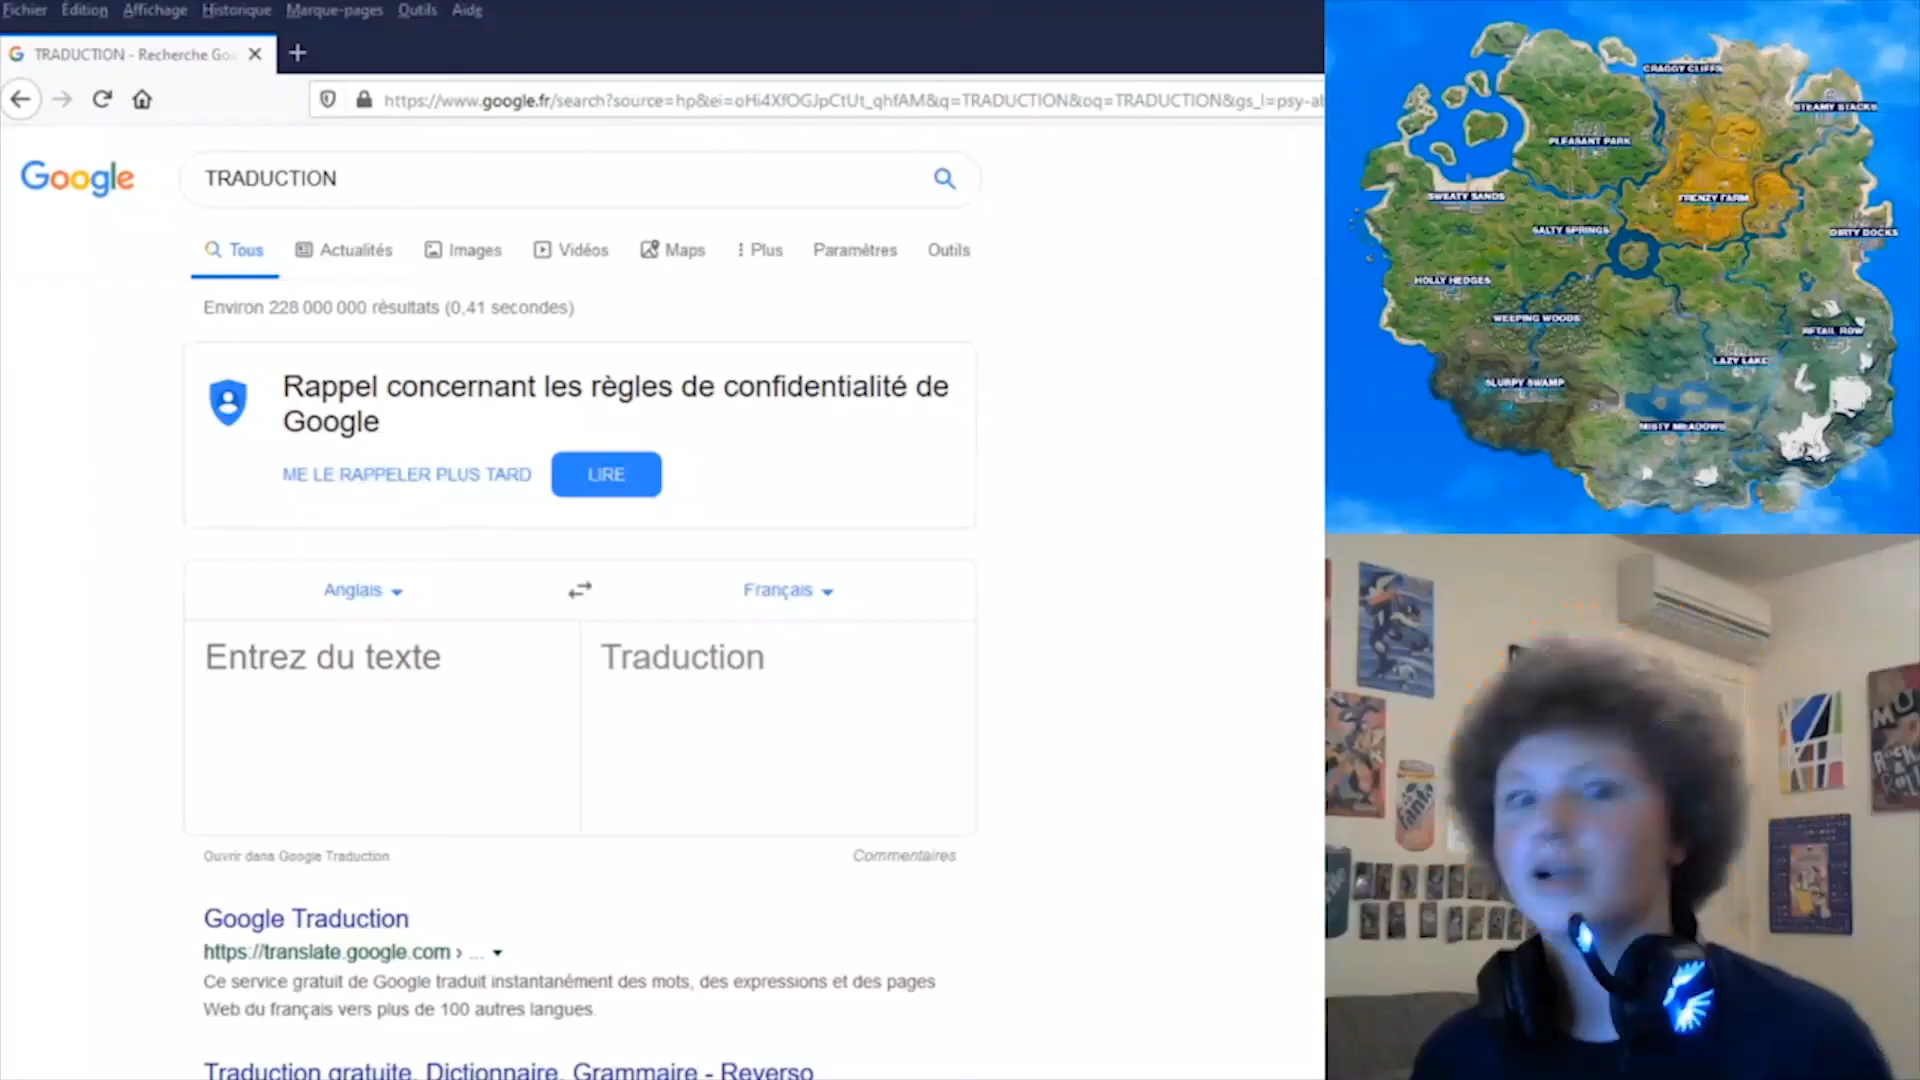 Fichier Édition Affichage Historique Marque-pages Outils Aide
TRADUCTION - Recherche Goo
https://www.google.fr/search?source=hp&ei=oHi4XfOGJpCtUt_qhfAM&q=TRADUCTION&oq=TRADUCTION&gs_l=psy-ab
Google
TRADUCTION
Tous Actualités Images Vidéos Maps Plus Paramètres Outils
Environ 228 000 000 résultats (0,41 secondes)
Rappel concernant les règles de confidentialité de
Google
ME LE RAPPELER PLUS TARD LIRE
Anglais Français
Entrez du texte Traduction
Ouvrir dans Google Traduction Commentaires
Google Traduction
https://translate.google.com › ...
Ce service gratuit de Google traduit instantanément des mots, des expressions et des pages
Web du français vers plus de 100 autres langues.
Traduction gratuite, Dictionnaire, Grammaire - Reverso
CRAGGY CLIFFS
STEAMY STACKS
PLEASANT PARK
SWEATY SANDS
FRENZY FARM
SALTY SPRINGS
DIRTY DOCKS
HOLLY HEDGES
WEEPING WOODS
RETAIL ROW
LAZY LAKE
SLURPY SWAMP
MISTY MEADOWS
Fanta
ROCK
&